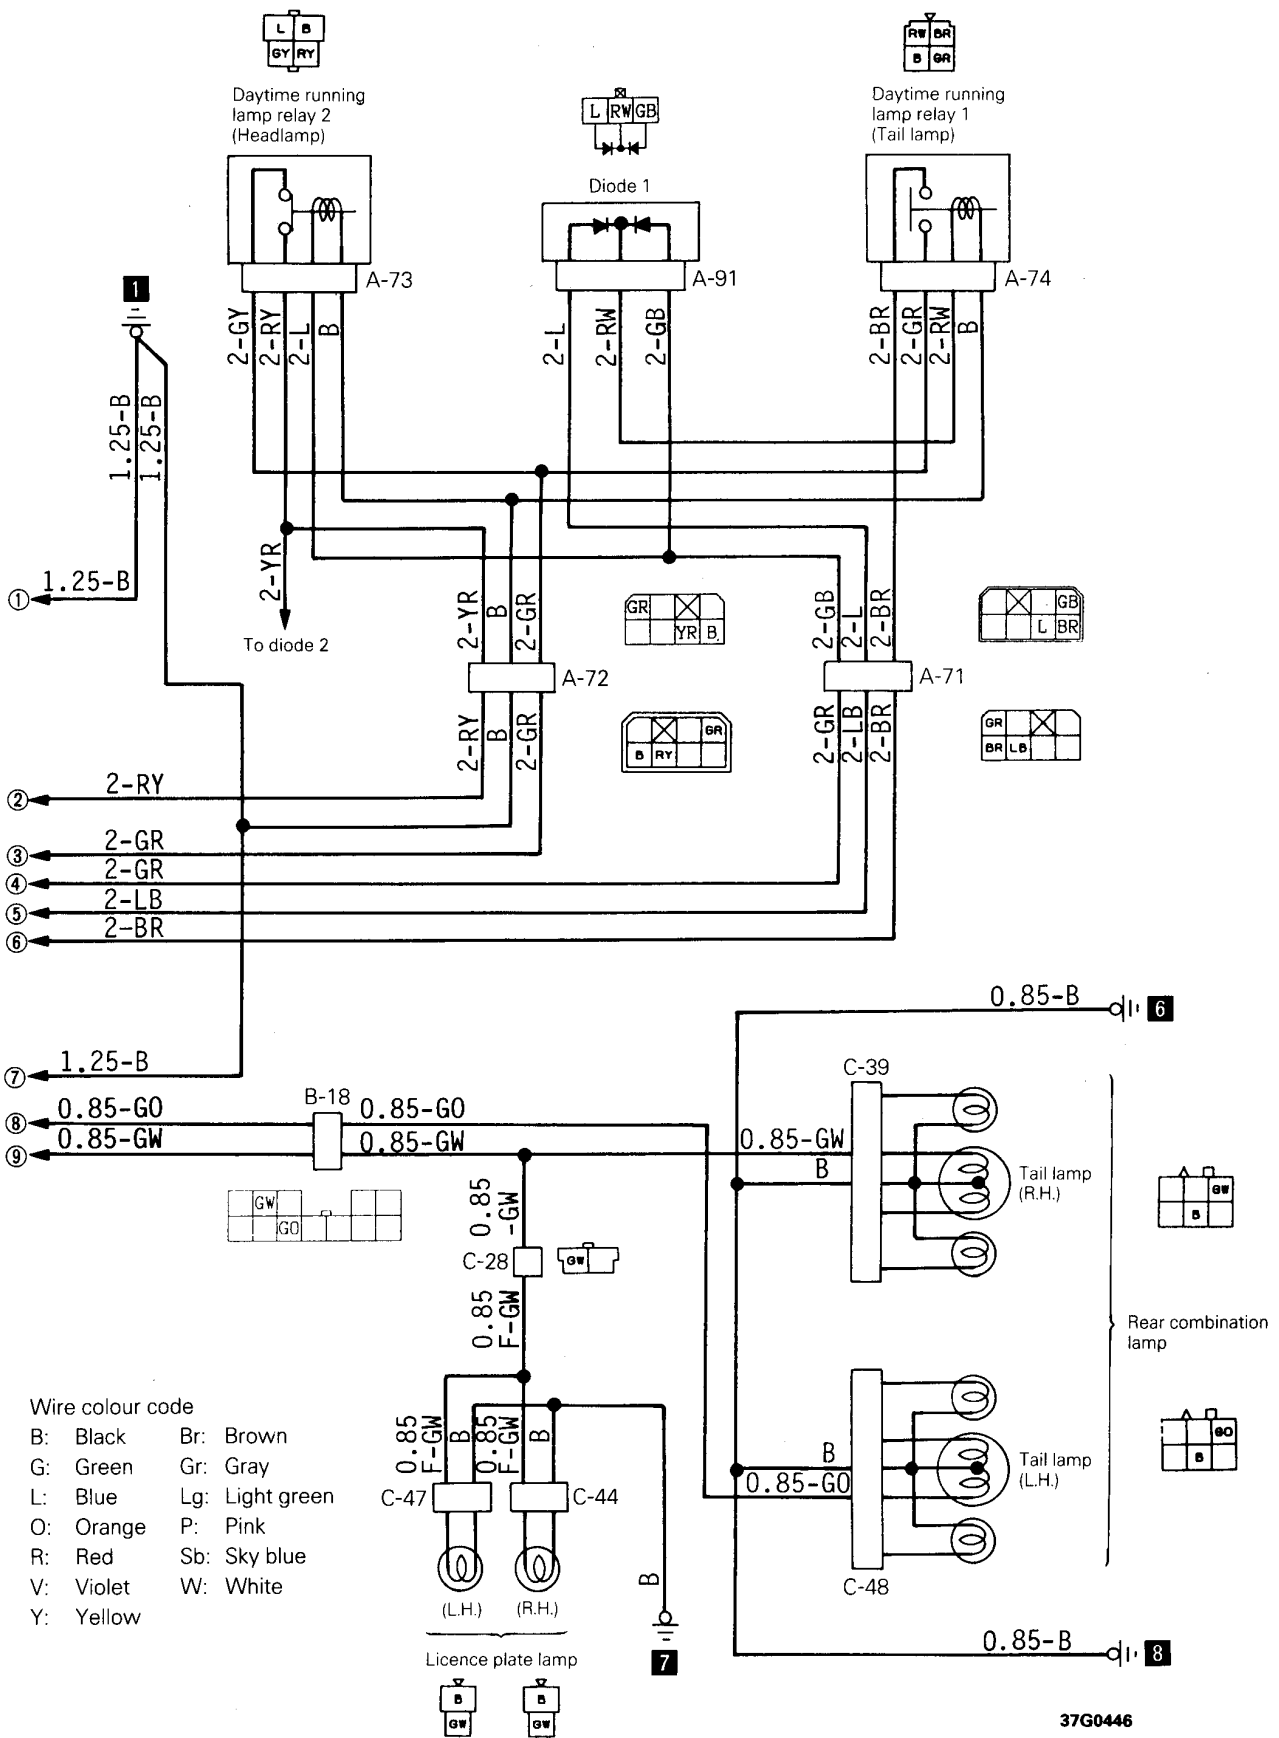 L B
GY RY
Daytime running
lamp relay 2
(Headlamp)
A-73
L RW GB
Diode 1
A-91
RW BR
B GR
Daytime running
lamp relay 1
(Tail lamp)
A-74
1
1.25-B
1.25-B
2-GY
2-RY
2-L
B
2-L
2-RW
2-GB
2-BR
2-GR
2-RW
B
① 1.25-B
2-YR
To diode 2
2-YR
B
2-GR
A-72
GR
YR B
2-RY
B
2-GR
GR
B RY
2-GB
2-L
2-BR
A-71
GB
L BR
2-GR
2-LB
2-BR
GR
BR LB
② 2-RY
③ 2-GR
④ 2-GR
⑤ 2-LB
⑥ 2-BR
⑦ 1.25-B
0.85-B 6
⑧ 0.85-GO B-18 0.85-GO
⑨ 0.85-GW 0.85-GW
GW
GO
C-39
0.85-GW
B
Tail lamp
(R.H.)
GW
B
0.85
-GW
C-28
GW
0.85
F-GW
Rear combination
lamp
0.85
F-GW
B
0.85
F-GW
B
C-47
C-44
(L.H.) (R.H.)
Licence plate lamp
B
GW
B
GW
B
7
B
0.85-GO
Tail lamp
(L.H.)
C-48
GO
B
0.85-B 8
Wire colour code
B: Black Br: Brown
G: Green Gr: Gray
L: Blue Lg: Light green
O: Orange P: Pink
R: Red Sb: Sky blue
V: Violet W: White
Y: Yellow
37G0446